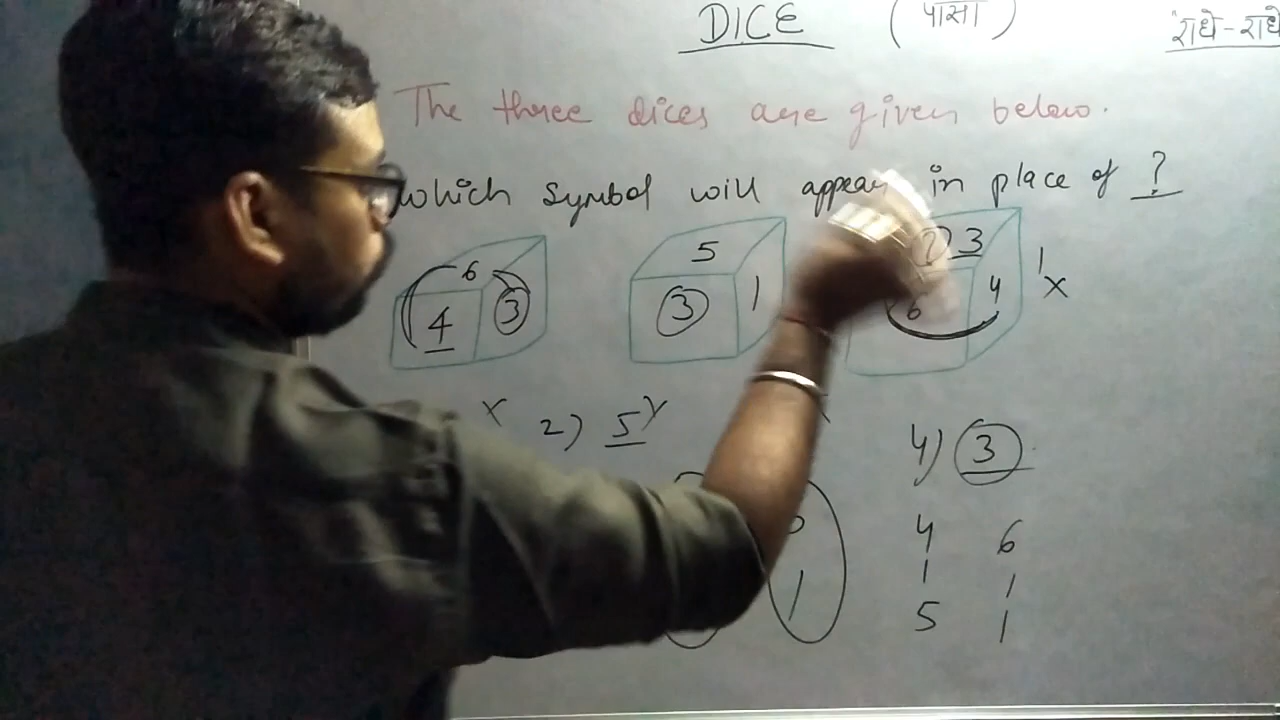 DICE (पासा) राधे-राधे
The three dices are given below.
which symbol will appear in place of ?
6 5 ? 3
4 3 3 1 6 4 1 x
x 2) 5 4) 3
4 6
1 1 1
5 1